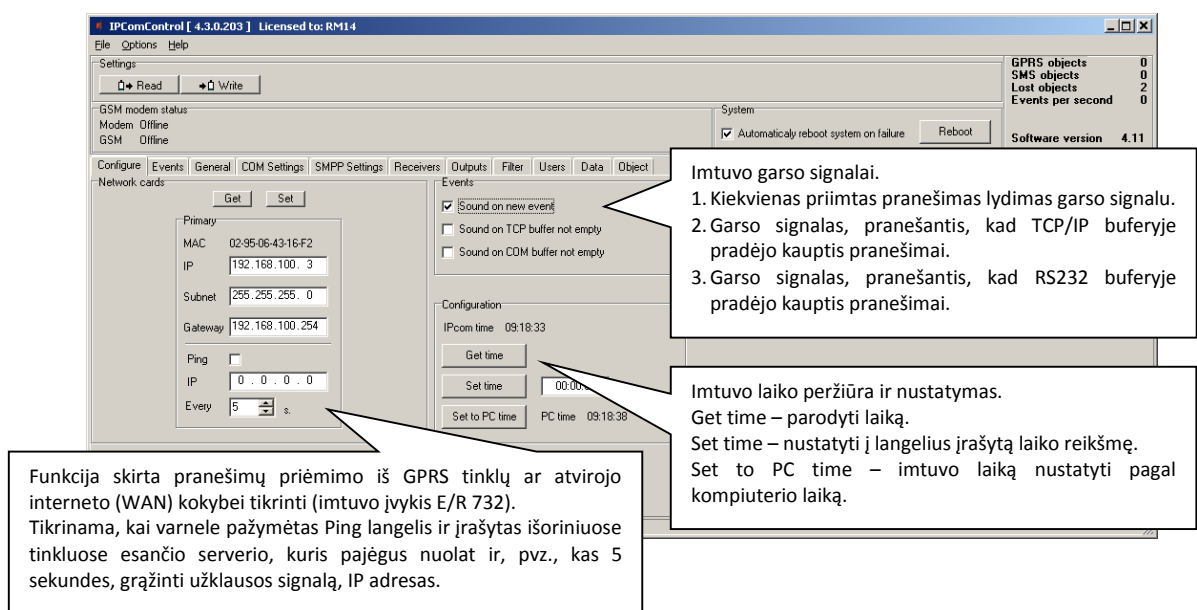 IPComControl [ 4.3.0.203 ] Licensed to: RM14
File Options Help
Settings
Read Write
GPRS objects 0
SMS objects 0
Lost objects 2
Events per second 0
Software version 4.11
GSM modem status
Modem Offline
GSM Offline
System
Automaticaly reboot system on failure Reboot
Configure Events General COM Settings SMPP Settings Receivers Outputs Filter Users Data Object
Network cards
Get Set
Primary
MAC 02-95-06-43-16-F2
IP 192.168.100. 3
Subnet 255.255.255. 0
Gateway 192.168.100.254
Ping
IP 0 . 0 . 0 . 0
Every 5 s.
Events
Sound on new event
Sound on TCP buffer not empty
Sound on COM buffer not empty
Configuration
IPcom time 09:18:33
Get time
Set time
Set to PC time PC time 09:18:38
Imtuvo garso signalai.
1. Kiekvienas priimtas pranešimas lydimas garso signalu.
2. Garso signalas, pranešantis, kad TCP/IP buferyje
pradėjo kauptis pranešimai.
3. Garso signalas, pranešantis, kad RS232 buferyje
pradėjo kauptis pranešimai.
Imtuvo laiko peržiūra ir nustatymas.
Get time – parodyti laiką.
Set time – nustatyti į langelius įrašytą laiko reikšmę.
Set to PC time – imtuvo laiką nustatyti pagal
kompiuterio laiką.
Funkcija skirta pranešimų priėmimo iš GPRS tinklų ar atvirojo
interneto (WAN) kokybei tikrinti (imtuvo įvykis E/R 732).
Tikrinama, kai varnele pažymėtas Ping langelis ir įrašytas išoriniuose
tinkluose esančio serverio, kuris pajėgus nuolat ir, pvz., kas 5
sekundes, grąžinti užklausos signalą, IP adresas.